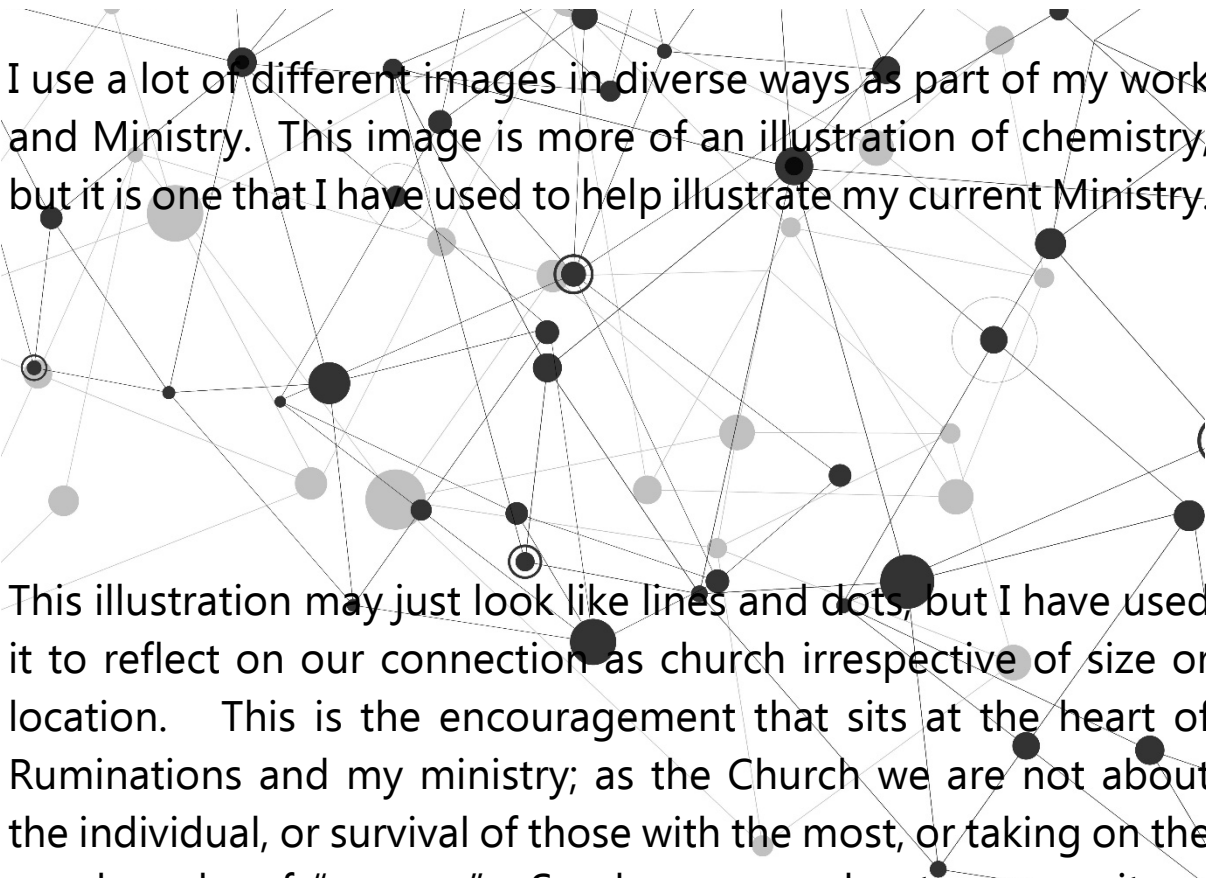 I use a lot of different images in diverse ways as part of my work
and Ministry. This image is more of an illustration of chemistry,
but it is one that I have used to help illustrate my current Ministry.
This illustration may just look like lines and dots, but I have used
it to reflect on our connection as church irrespective of size or
location. This is the encouragement that sits at the heart of
Ruminations and my ministry; as the Church we are not about
the individual, or survival of those with the most, or taking on the